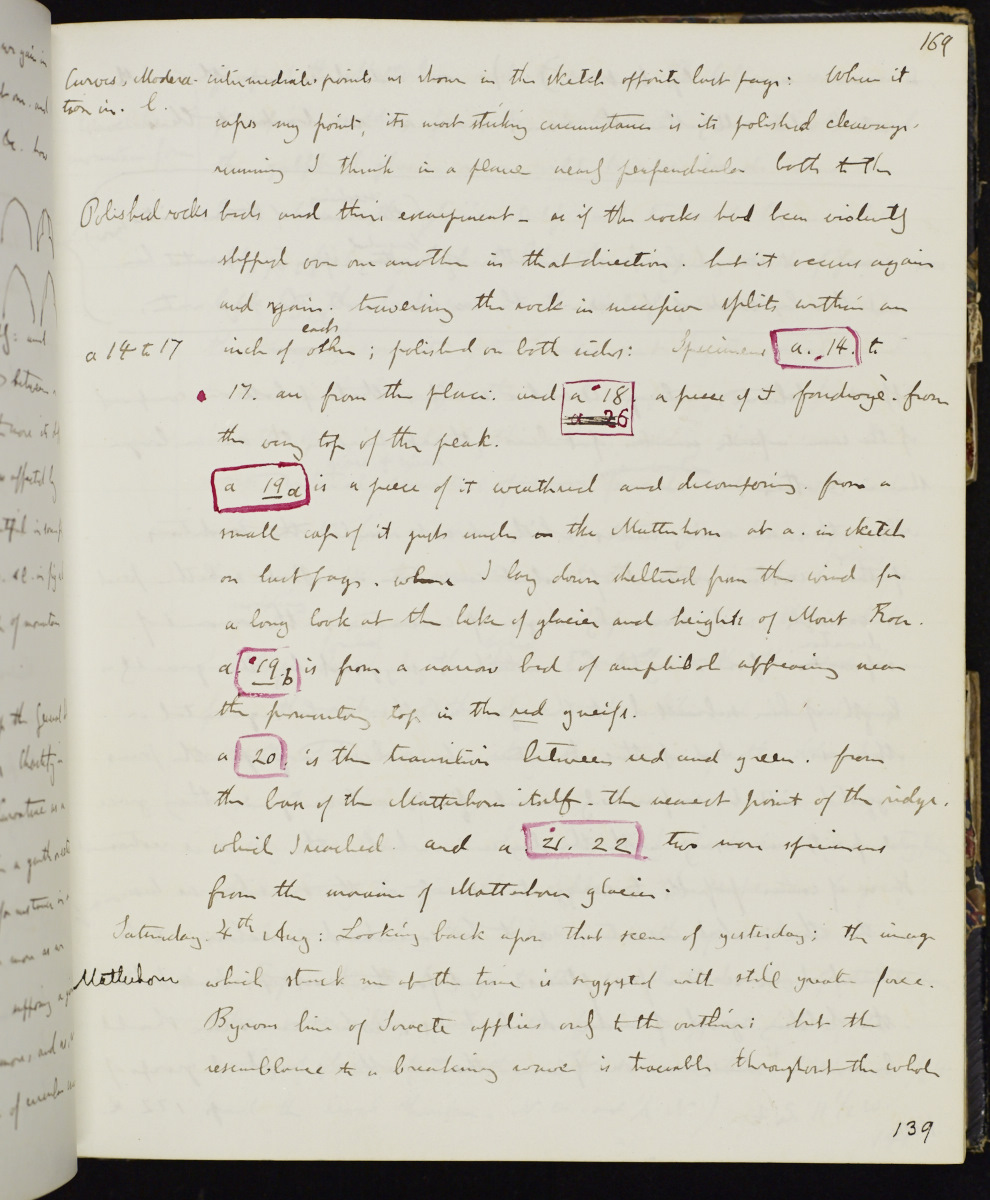 169
Curves. Modera- intermediate points as shown in the sketch opposite last page: When it
tion in. C.
caps my point, its most striking circumstance is its polished cleavage.
running I think in a plane nearly perpendicular both to the
Polished rocks beds and their escarpment - as if the rocks had been violently
slipped over one another in that direction. but it occurs again
and again. traversing the rock in successive splits within an
a 14 to 17 inch of each other; polished on both sides: Specimens a. 14. to
17. are from the place. and a 18 a piece of it foudroyé. from
a 26
the very top of the peak.
a 19 a is a piece of it weathered and decomposing. from a
small cap of it just under the Matterhorn at a. in sketch
on last page. where I lay down sheltered from the wind for
a long look at the lake of glacier and heights of Mont Rosa.
a 19 b is from a narrow bed of amphibole appearing near
the promontory top in the red gneiss.
a 20. is the transition between red and green. from
the base of the Matterhorn itself - the nearest point of the ridge.
which I reached. and a 21. 22 two more specimens
from the moraine of Matterhorn glacier.
Saturday. 4th Aug: Looking back upon that scene of yesterday; the image
Matterhorn which struck me at the time is suggested with still greater force.
Byrons line of Soracte applies only to the outline: but the
resemblance to a breaking wave is traceable throughout the whole
139